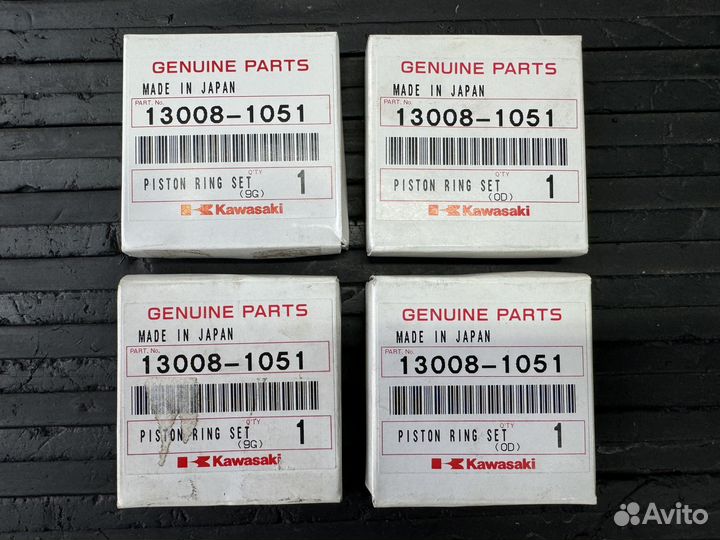 GENUINE PARTS
MADE IN JAPAN
PART. No.
13008-1051
Q'TY
PISTON RING SET 1
(9G)
Kawasaki
GENUINE PARTS
MADE IN JAPAN
PART. No.
13008-1051
Q'TY
PISTON RING SET 1
(0D)
Kawasaki
GENUINE PARTS
MADE IN JAPAN
PART. No.
13008-1051
Q'TY
PISTON RING SET 1
(9G)
Kawasaki
GENUINE PARTS
MADE IN JAPAN
PART. No.
13008-1051
Q'TY
PISTON RING SET 1
(0D)
Kawasaki
Avito